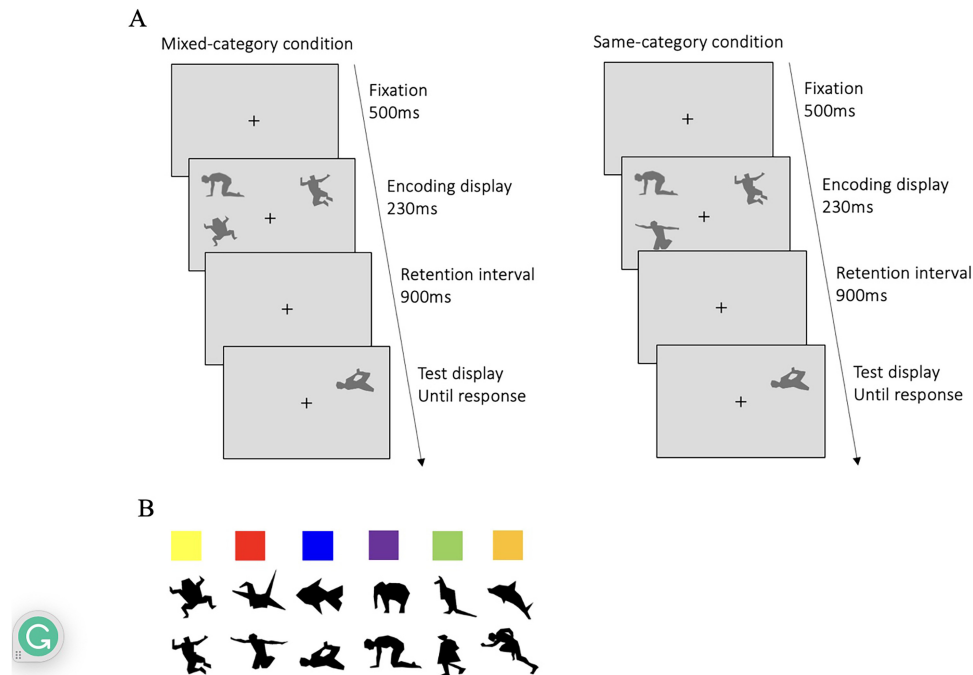 A
Mixed-category condition
Fixation
500ms
Encoding display
230ms
Retention interval
900ms
Test display
Until response
Same-category condition
Fixation
500ms
Encoding display
230ms
Retention interval
900ms
Test display
Until response
B